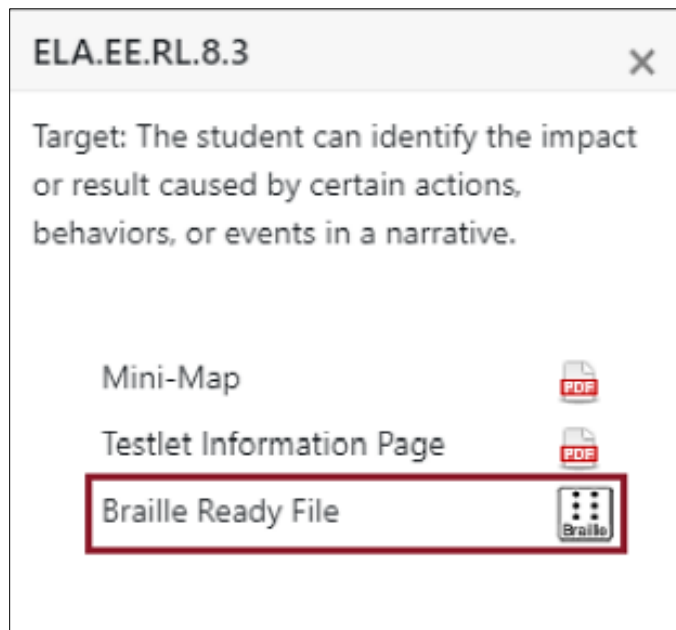 ELA.EE.RL.8.3 ×
Target: The student can identify the impact
or result caused by certain actions,
behaviors, or events in a narrative.
Mini-Map PDF
Testlet Information Page PDF
Braille Ready File Braille